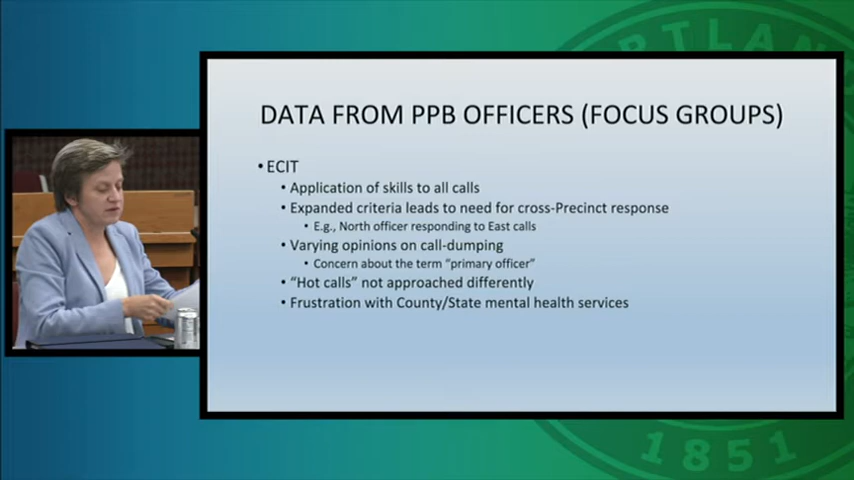 PORTLAND
DATA FROM PPB OFFICERS (FOCUS GROUPS)
• ECIT
• Application of skills to all calls
• Expanded criteria leads to need for cross-Precinct response
• E.g., North officer responding to East calls
• Varying opinions on call-dumping
• Concern about the term “primary officer”
• “Hot calls” not approached differently
• Frustration with County/State mental health services
1851